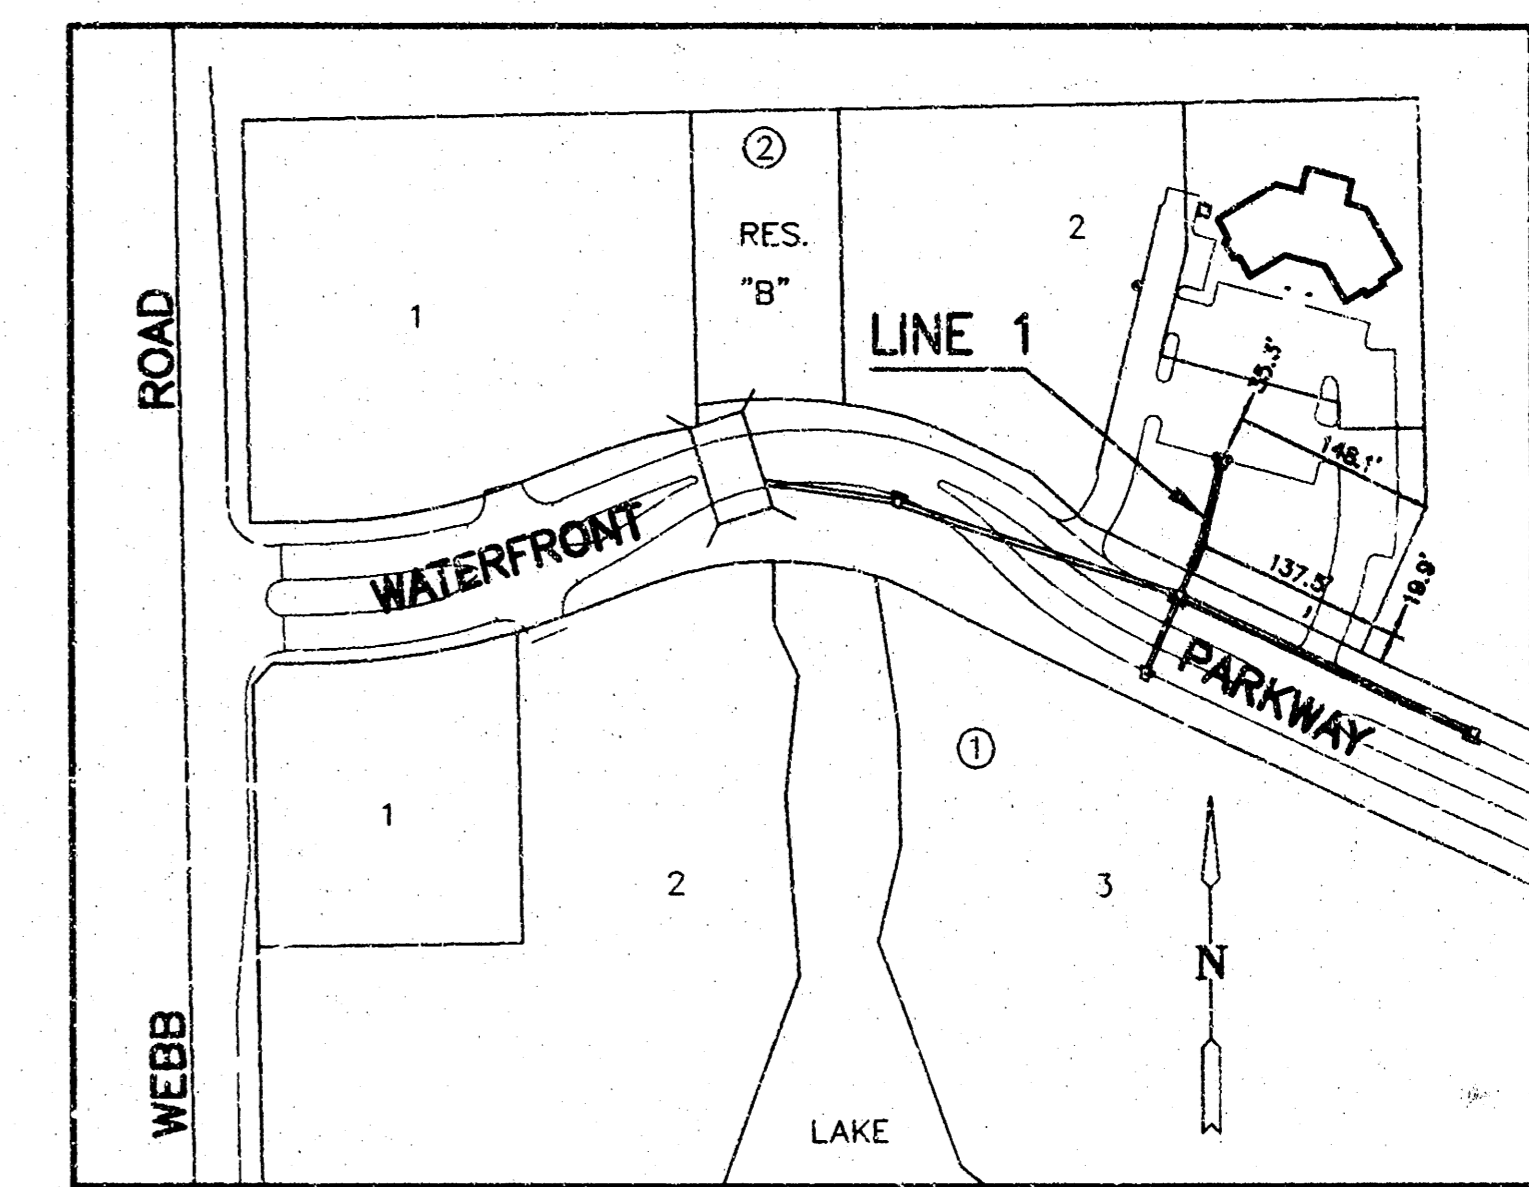 2
RES.
"B"
2
1
ROAD
LINE 1
35.3'
148.1'
WATERFRONT
137.5'
19.9'
PARKWAY
1
1
2
3
N
WEBB
LAKE